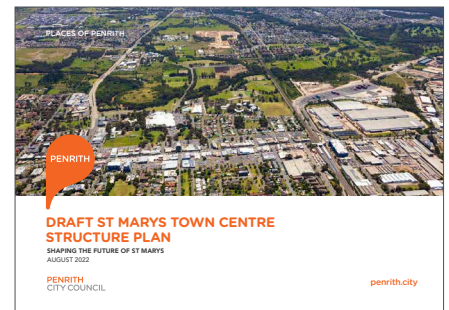 PLACES OF PENRITH
PENRITH
DRAFT ST MARYS TOWN CENTRE
STRUCTURE PLAN
SHAPING THE FUTURE OF ST MARYS
AUGUST 2022
PENRITH
CITY COUNCIL
penrith.city